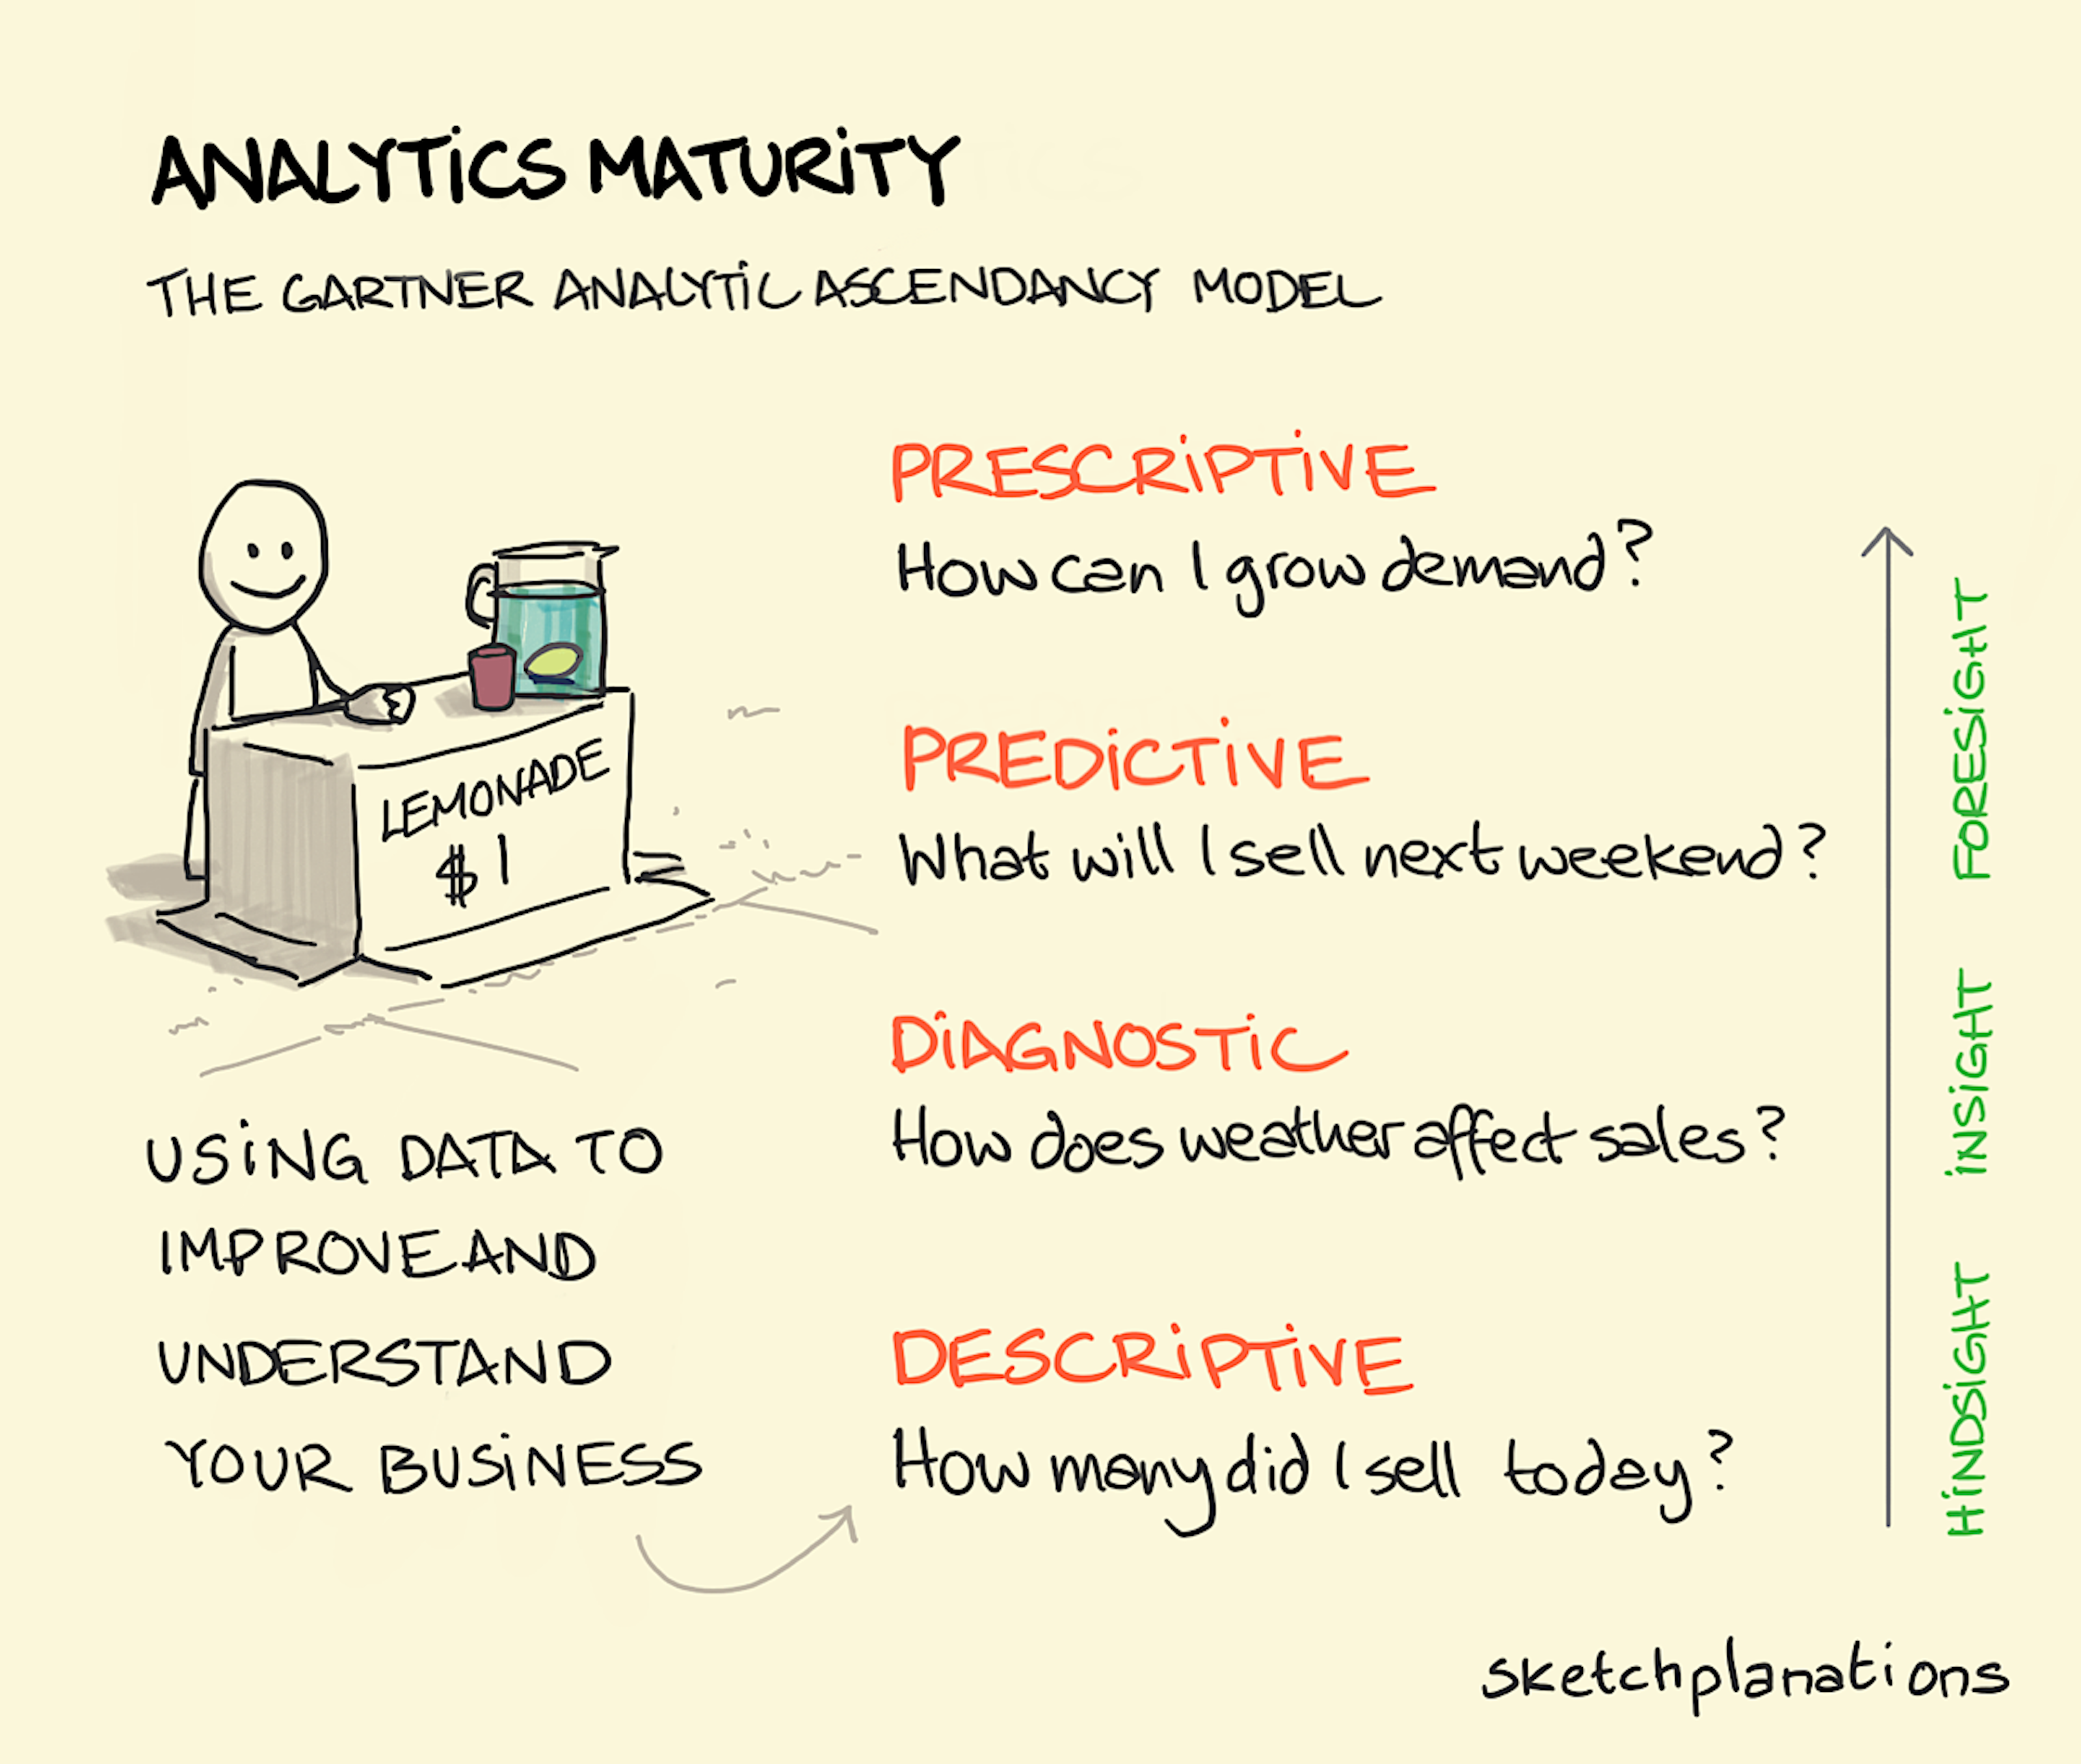 ANALYTICS MATURITY
THE GARTNER ANALYTIC ASCENDANCY MODEL
LEMONADE
$1
USING DATA TO
IMPROVE AND
UNDERSTAND
YOUR BUSINESS
PRESCRIPTIVE
How can I grow demand?
PREDICTIVE
What will I sell next weekend?
DIAGNOSTIC
How does weather affect sales?
DESCRIPTIVE
How many did I sell today?
HINDSIGHT INSIGHT FORESIGHT
sketchplanations